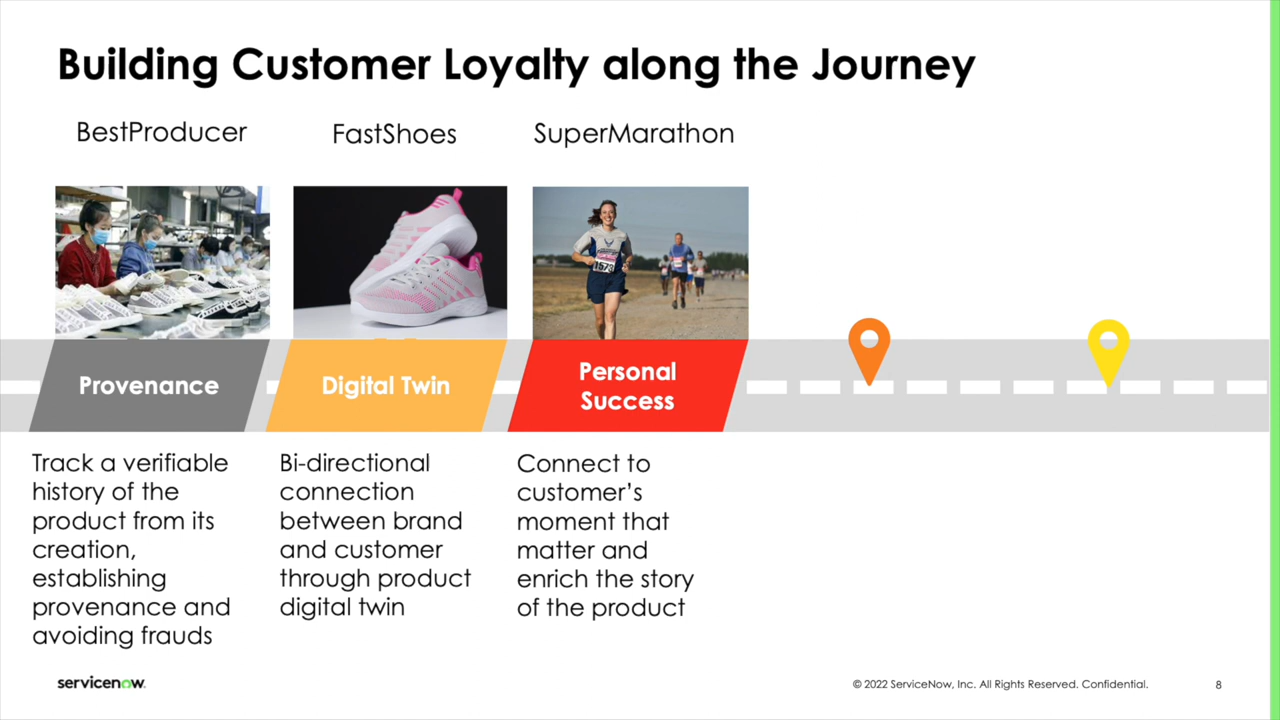 Building Customer Loyalty along the Journey
BestProducer
FastShoes
SuperMarathon
Provenance
Digital Twin
Personal
Success
Track a verifiable
history of the
product from its
creation,
establishing
provenance and
avoiding frauds
Bi-directional
connection
between brand
and customer
through product
digital twin
Connect to
customer’s
moment that
matter and
enrich the story
of the product
servicenow.
© 2022 ServiceNow, Inc. All Rights Reserved. Confidential.
8